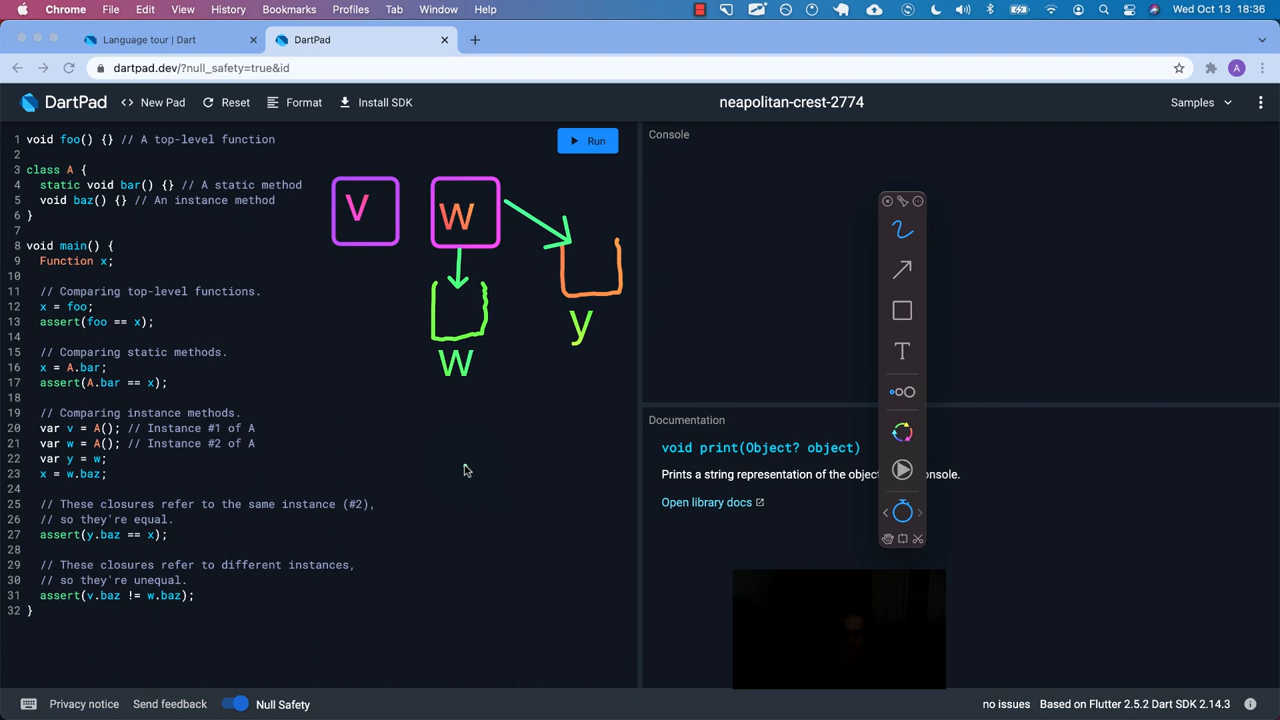 Chrome File Edit View History Bookmarks Profiles Tab Window Help Wed Oct 13 18:36
Language tour | Dart DartPad
dartpad.dev/?null_safety=true&id A
DartPad <> New Pad Reset Format Install SDK neapolitan-crest-2774 Samples
1 void foo() {} // A top-level function
2
3 class A {
4 static void bar() {} // A static method
5 void baz() {} // An instance method
6 }
7
8 void main() {
9 Function x;
10
11 // Comparing top-level functions.
12 x = foo;
13 assert(foo == x);
14
15 // Comparing static methods.
16 x = A.bar;
17 assert(A.bar == x);
18
19 // Comparing instance methods.
20 var v = A(); // Instance #1 of A
21 var w = A(); // Instance #2 of A
22 var y = w;
23 x = w.baz;
24
25 // These closures refer to the same instance (#2),
26 // so they're equal.
27 assert(y.baz == x);
28
29 // These closures refer to different instances,
30 // so they're unequal.
31 assert(v.baz != w.baz);
32 }
Run
V
W
W
y
Console
Documentation
void print(Object? object)
Prints a string representation of the objec console.
Open library docs
T
Privacy notice Send feedback Null Safety no issues Based on Flutter 2.5.2 Dart SDK 2.14.3